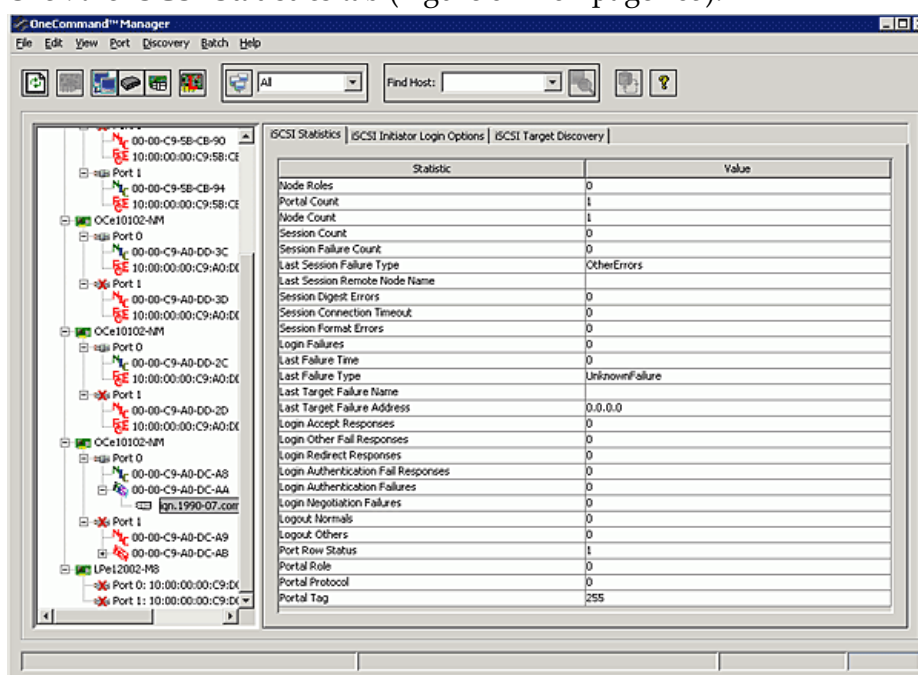 OneCommand™ Manager
File Edit View Port Discovery Batch Help
All
Find Host:
00-00-C9-5B-CB-90
10:00:00:00:C9:5B:CB
Port 1
00-00-C9-5B-CB-94
10:00:00:00:C9:5B:CB
OCe10102-NM
Port 0
00-00-C9-A0-DD-3C
10:00:00:00:C9:A0:DD
Port 1
00-00-C9-A0-DD-3D
10:00:00:00:C9:A0:DD
OCe10102-NM
Port 0
00-00-C9-A0-DD-2C
10:00:00:00:C9:A0:DD
Port 1
00-00-C9-A0-DD-2D
10:00:00:00:C9:A0:DD
OCe10102-NM
Port 0
00-00-C9-A0-DC-A8
00-00-C9-A0-DC-AA
iqn.1990-07.com
Port 1
00-00-C9-A0-DC-A9
00-00-C9-A0-DC-AB
LPe12002-M8
Port 0: 10:00:00:00:C9:D
Port 1: 10:00:00:00:C9:D
iSCSI Statistics iSCSI Initiator Login Options iSCSI Target Discovery
Statistic Value
Node Roles 0
Portal Count 1
Node Count 1
Session Count 0
Session Failure Count 0
Last Session Failure Type OtherErrors
Last Session Remote Node Name
Session Digest Errors 0
Session Connection Timeout 0
Session Format Errors 0
Login Failures 0
Last Failure Time 0
Last Failure Type UnknownFailure
Last Target Failure Name
Last Target Failure Address 0.0.0.0
Login Accept Responses 0
Login Other Fail Responses 0
Login Redirect Responses 0
Login Authentication Fail Responses 0
Login Authentication Failures 0
Login Negotiation Failures 0
Logout Normals 0
Logout Others 0
Port Row Status 1
Portal Role 0
Portal Protocol 0
Portal Tag 255